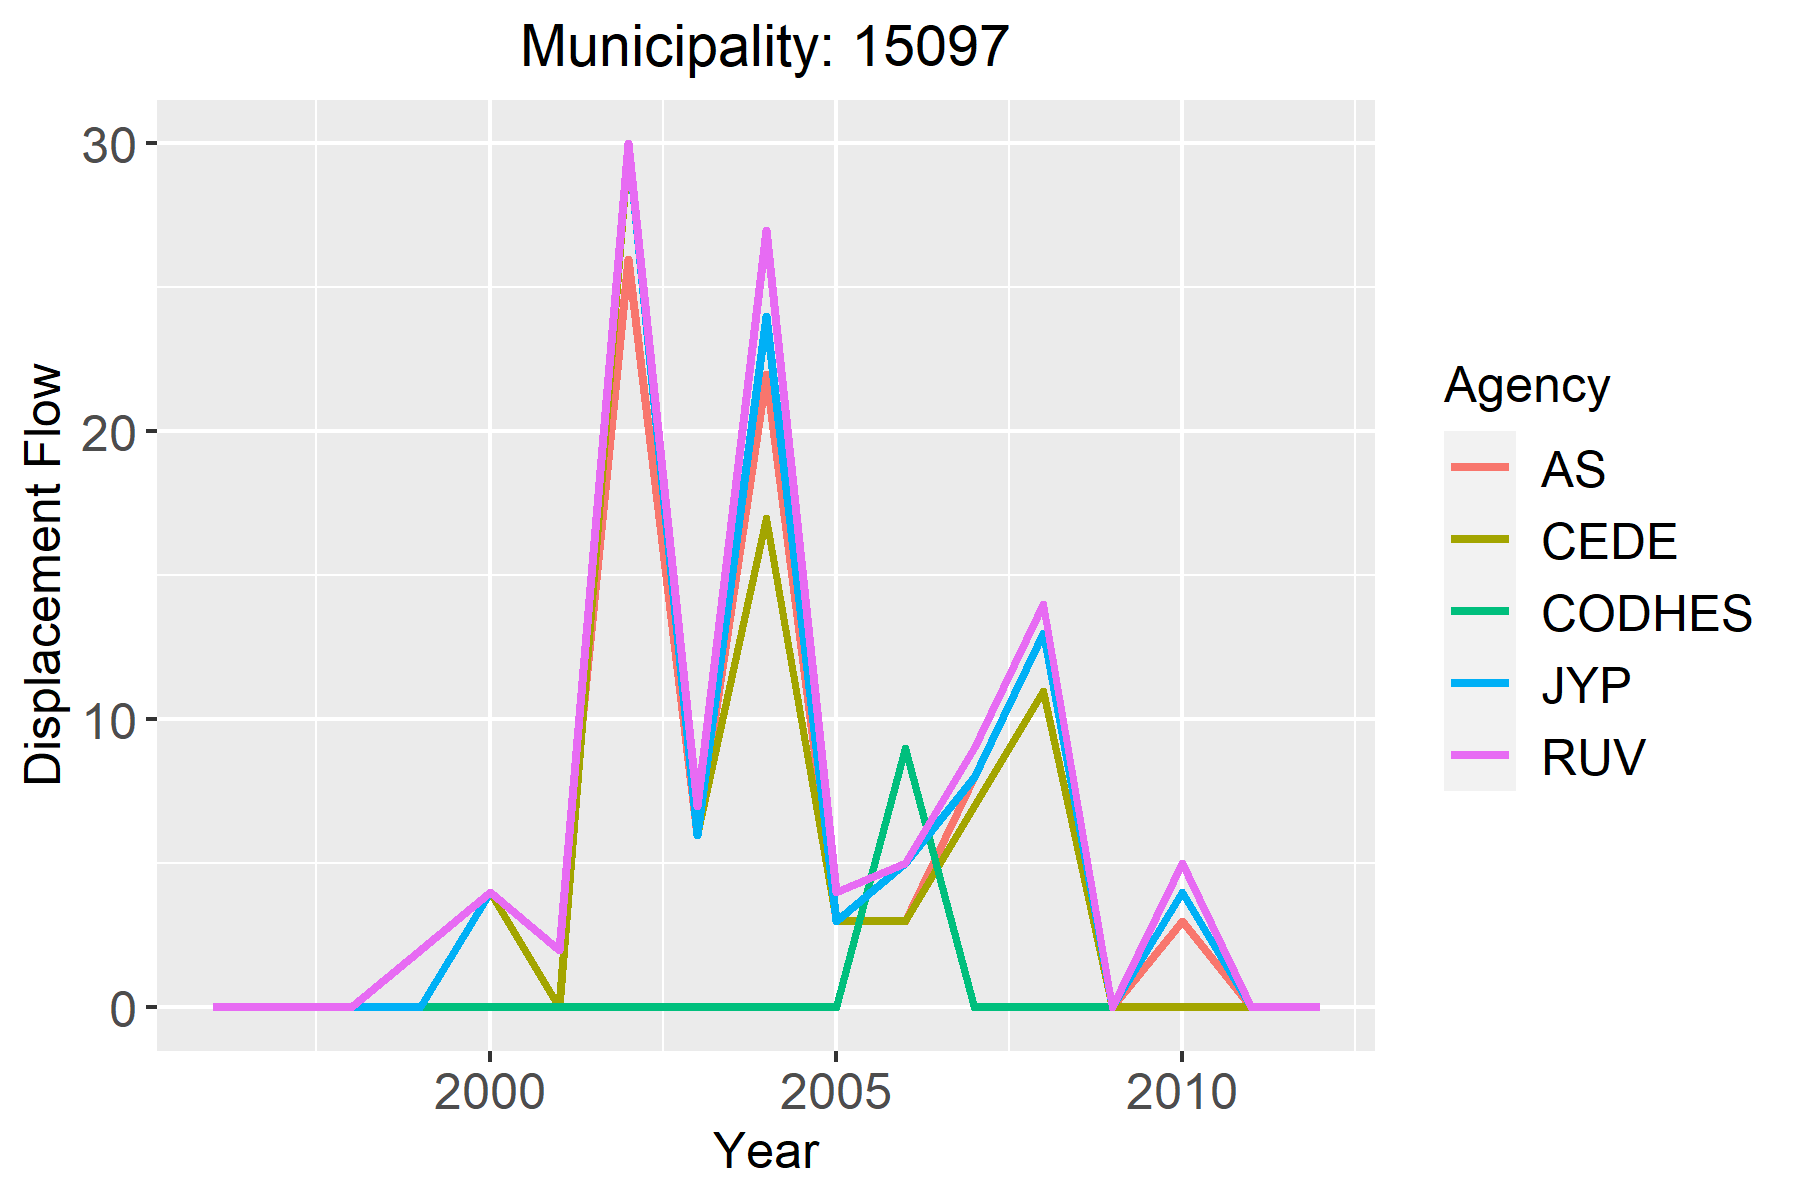 Municipality: 15097
Displacement Flow
30
20
10
0
2000 2005 2010
Year
Agency
AS
CEDE
CODHES
JYP
RUV